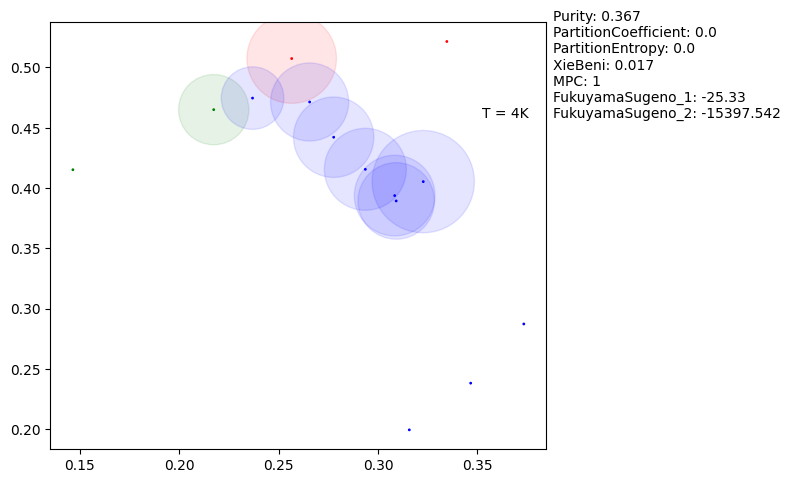 Purity: 0.367
PartitionCoefficient: 0.0
PartitionEntropy: 0.0
XieBeni: 0.017
MPC: 1
FukuyamaSugeno_1: -25.33
FukuyamaSugeno_2: -15397.542
T = 4K
0.50
0.45
0.40
0.35
0.30
0.25
0.20
0.15 0.20 0.25 0.30 0.35